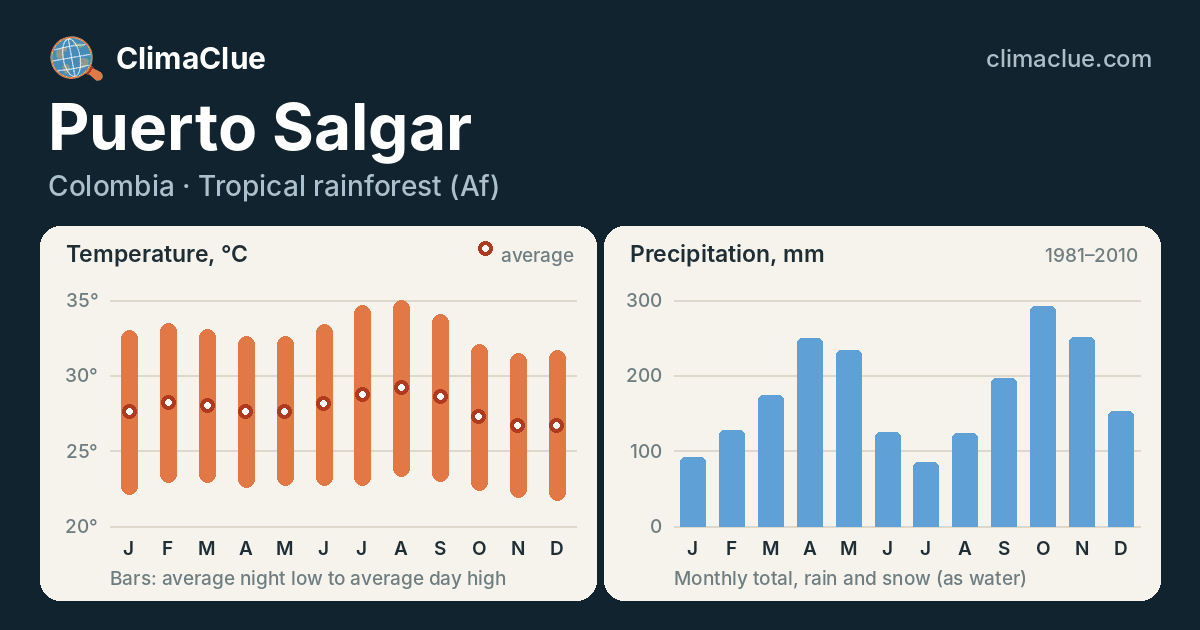 ClimaClue
climaclue.com
Puerto Salgar
Colombia · Tropical rainforest (Af)
Temperature, °C
average
35°
30°
25°
20°
J F M A M J J A S O N D
Bars: average night low to average day high
Precipitation, mm
1981–2010
300
200
100
0
J F M A M J J A S O N D
Monthly total, rain and snow (as water)